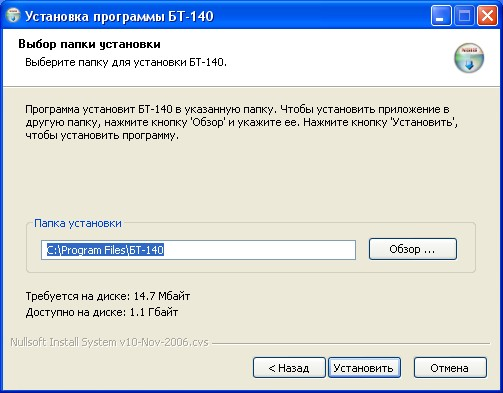 Установка программы БТ-140
Выбор папки установки
Выберите папку для установки БТ-140.
Программа установит БТ-140 в указанную папку. Чтобы установить приложение в
другую папку, нажмите кнопку 'Обзор' и укажите ее. Нажмите кнопку 'Установить',
чтобы установить программу.
Папка установки
C:\Program Files\БТ-140
Обзор ...
Требуется на диске: 14.7 Мбайт
Доступно на диске: 1.1 Гбайт
Nullsoft Install System v10-Nov-2006.cvs
< Назад
Установить
Отмена